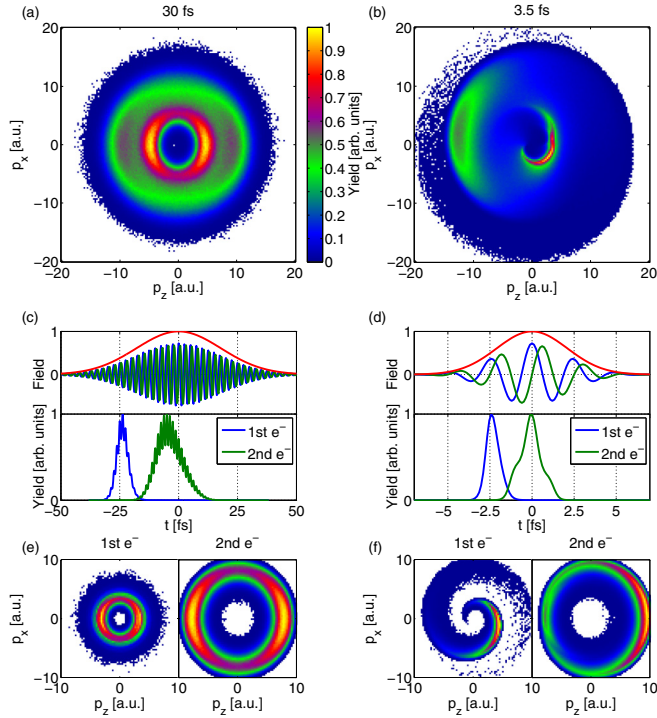 (a) 30 fs
(b) 3.5 fs
20
10
0
−10
−20
p_x [a.u.]
−20 −10 0 10 20
p_z [a.u.]
1
0.9
0.8
0.7
0.6
0.5
0.4
0.3
0.2
0.1
0
Yield [arb. units]
20
10
0
−10
−20
p_x [a.u.]
−20 −10 0 10 20
p_z [a.u.]
(c)
1
0
Field
1
0
Yield [arb. units]
1st e⁻
2nd e⁻
−50 −25 0 25 50
t [fs]
(d)
1
0
Field
1
0
Yield [arb. units]
1st e⁻
2nd e⁻
−5 −2.5 0 2.5 5
t [fs]
(e) 1st e⁻ 2nd e⁻
10
0
−10
p_x [a.u.]
−10 0 10 0 10
p_z [a.u.] p_z [a.u.]
(f) 1st e⁻ 2nd e⁻
10
0
−10
p_x [a.u.]
−10 0 10 0 10
p_z [a.u.] p_z [a.u.]